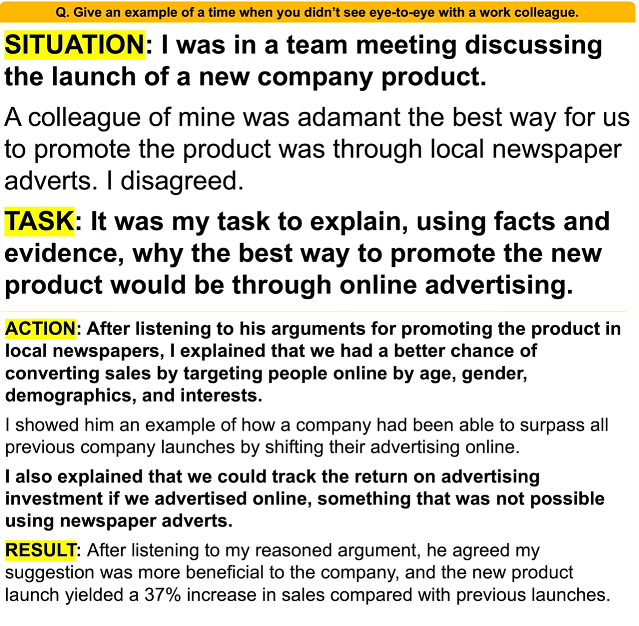 Q. Give an example of a time when you didn't see eye-to-eye with a work colleague.
SITUATION: I was in a team meeting discussing
the launch of a new company product.
A colleague of mine was adamant the best way for us
to promote the product was through local newspaper
adverts. I disagreed.
TASK: It was my task to explain, using facts and
evidence, why the best way to promote the new
product would be through online advertising.
ACTION: After listening to his arguments for promoting the product in
local newspapers, I explained that we had a better chance of
converting sales by targeting people online by age, gender,
demographics, and interests.
I showed him an example of how a company had been able to surpass all
previous company launches by shifting their advertising online.
I also explained that we could track the return on advertising
investment if we advertised online, something that was not possible
using newspaper adverts.
RESULT: After listening to my reasoned argument, he agreed my
suggestion was more beneficial to the company, and the new product
launch yielded a 37% increase in sales compared with previous launches.